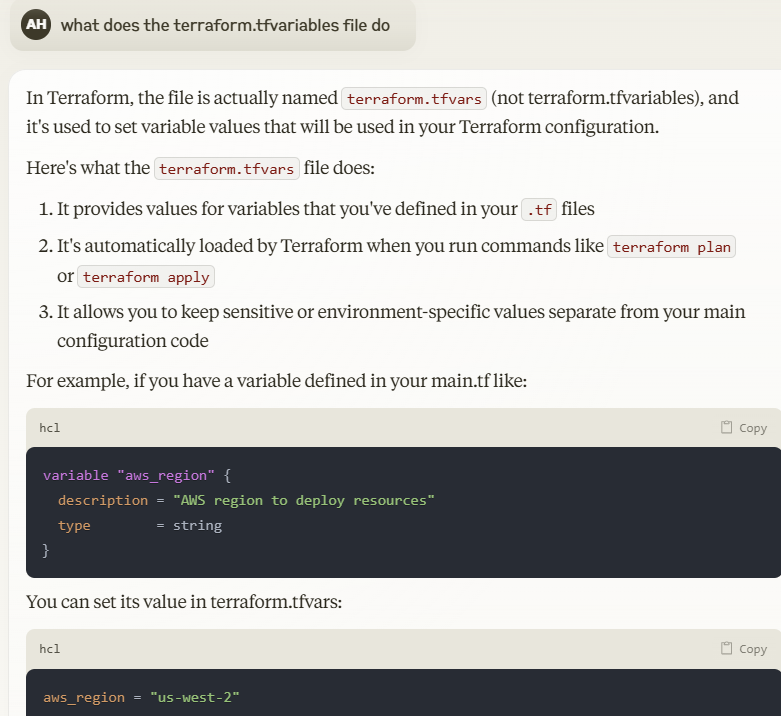 AH what does the terraform.tfvariables file do
In Terraform, the file is actually named terraform.tfvars (not terraform.tfvariables), and
it's used to set variable values that will be used in your Terraform configuration.
Here's what the terraform.tfvars file does:
1. It provides values for variables that you've defined in your .tf files
2. It's automatically loaded by Terraform when you run commands like terraform plan
or terraform apply
3. It allows you to keep sensitive or environment-specific values separate from your main
configuration code
For example, if you have a variable defined in your main.tf like:
hcl Copy
variable "aws_region" {
  description = "AWS region to deploy resources"
  type        = string
}
You can set its value in terraform.tfvars:
hcl Copy
aws_region = "us-west-2"